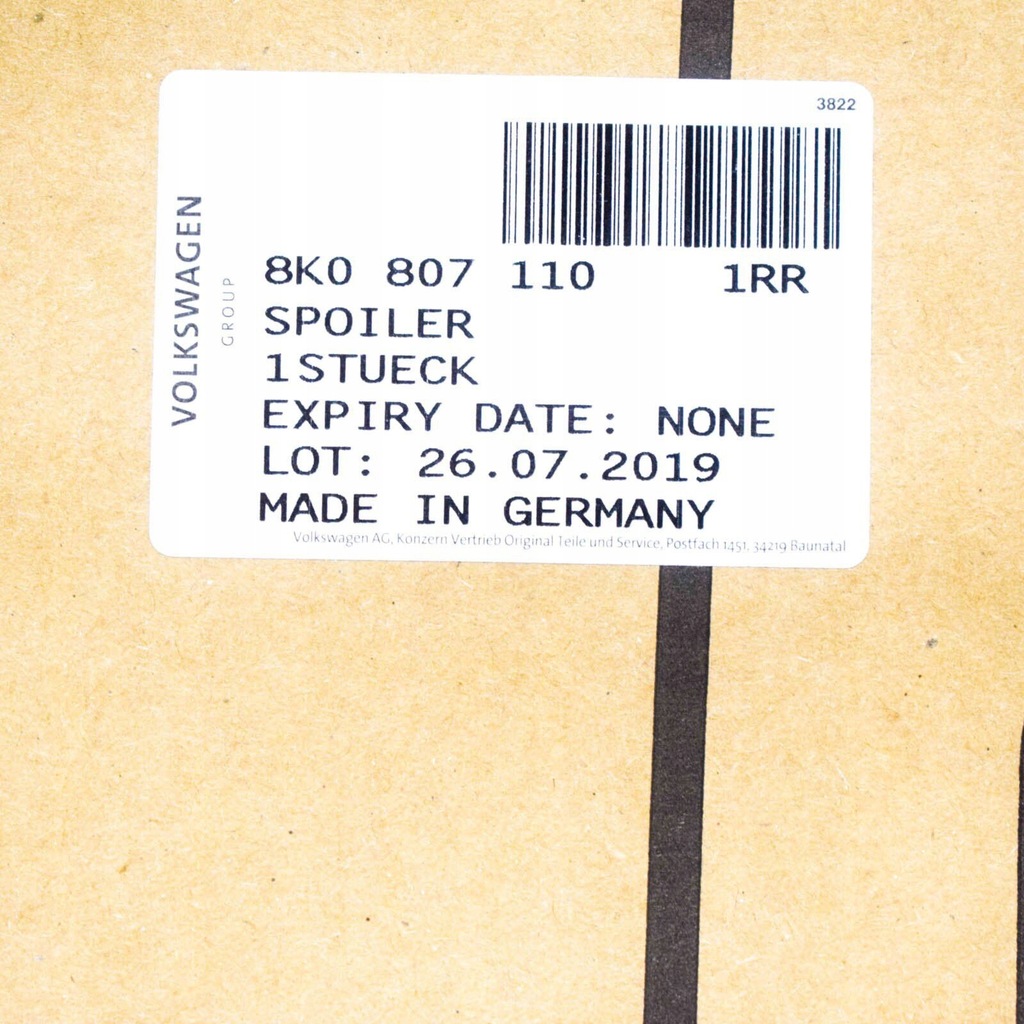 3822
VOLKSWAGEN
GROUP
8K0 807 110 1RR
SPOILER
1STUECK
EXPIRY DATE: NONE
LOT: 26.07.2019
MADE IN GERMANY
Volkswagen AG, Konzern Vertrieb Original Teile und Service, Postfach 1451, 34219 Baunatal